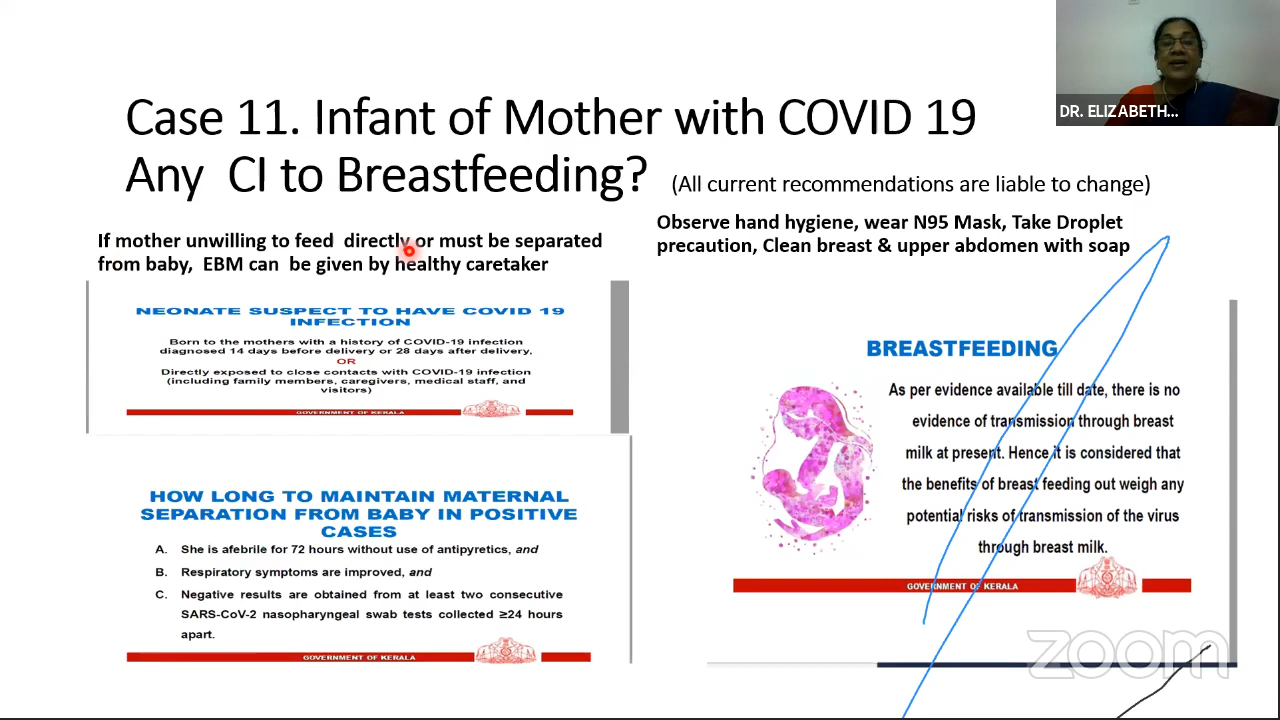 DR. ELIZABETH...
Case 11. Infant of Mother with COVID 19
Any CI to Breastfeeding? (All current recommendations are liable to change)
If mother unwilling to feed directly or must be separated
from baby, EBM can be given by healthy caretaker
Observe hand hygiene, wear N95 Mask, Take Droplet
precaution, Clean breast & upper abdomen with soap
NEONATE SUSPECT TO HAVE COVID 19
INFECTION
Born to the mothers with a history of COVID-19 infection
diagnosed 14 days before delivery or 28 days after delivery,
OR
Directly exposed to close contacts with COVID-19 infection
(including family members, caregivers, medical staff, and
visitors)
GOVERNMENT OF KERALA
HOW LONG TO MAINTAIN MATERNAL
SEPARATION FROM BABY IN POSITIVE
CASES
A. She is afebrile for 72 hours without use of antipyretics, and
B. Respiratory symptoms are improved, and
C. Negative results are obtained from at least two consecutive
SARS-CoV-2 nasopharyngeal swab tests collected ≥24 hours
apart.
GOVERNMENT OF KERALA
BREASTFEEDING
As per evidence available till date, there is no
evidence of transmission through breast
milk at present. Hence it is considered that
the benefits of breast feeding out weigh any
potential risks of transmission of the virus
through breast milk.
GOVERNMENT OF KERALA
zoom